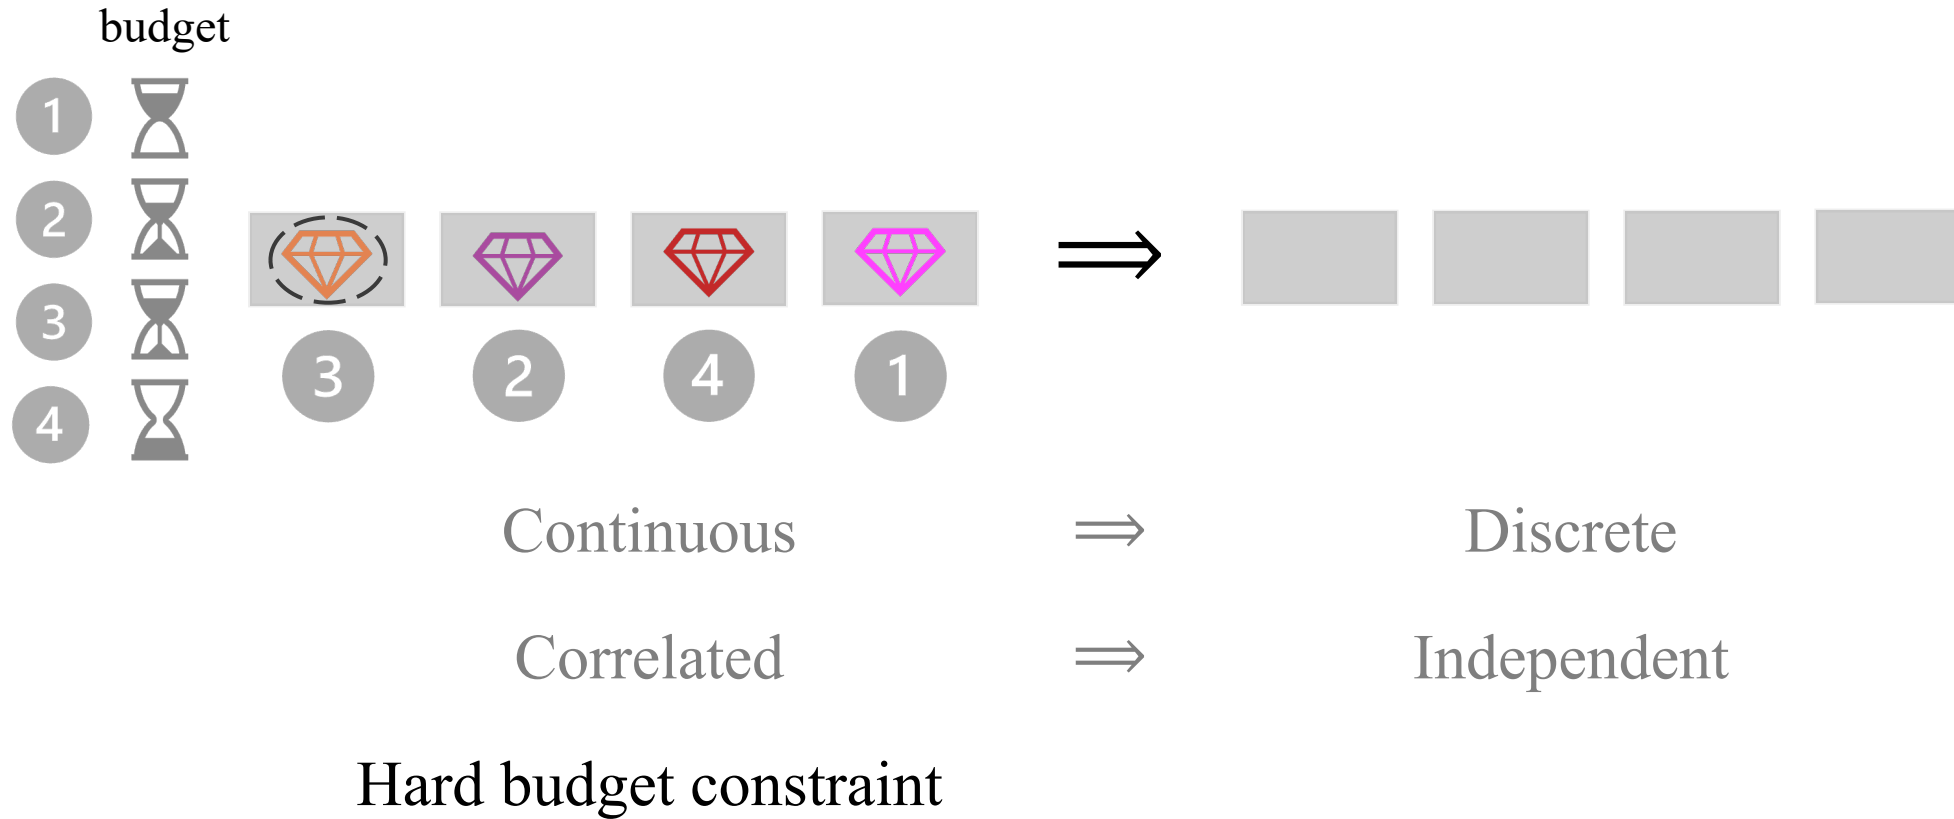 budget
1
2
3
4
3 2 4 1
⟹
Continuous ⟹ Discrete
Correlated ⟹ Independent
Hard budget constraint